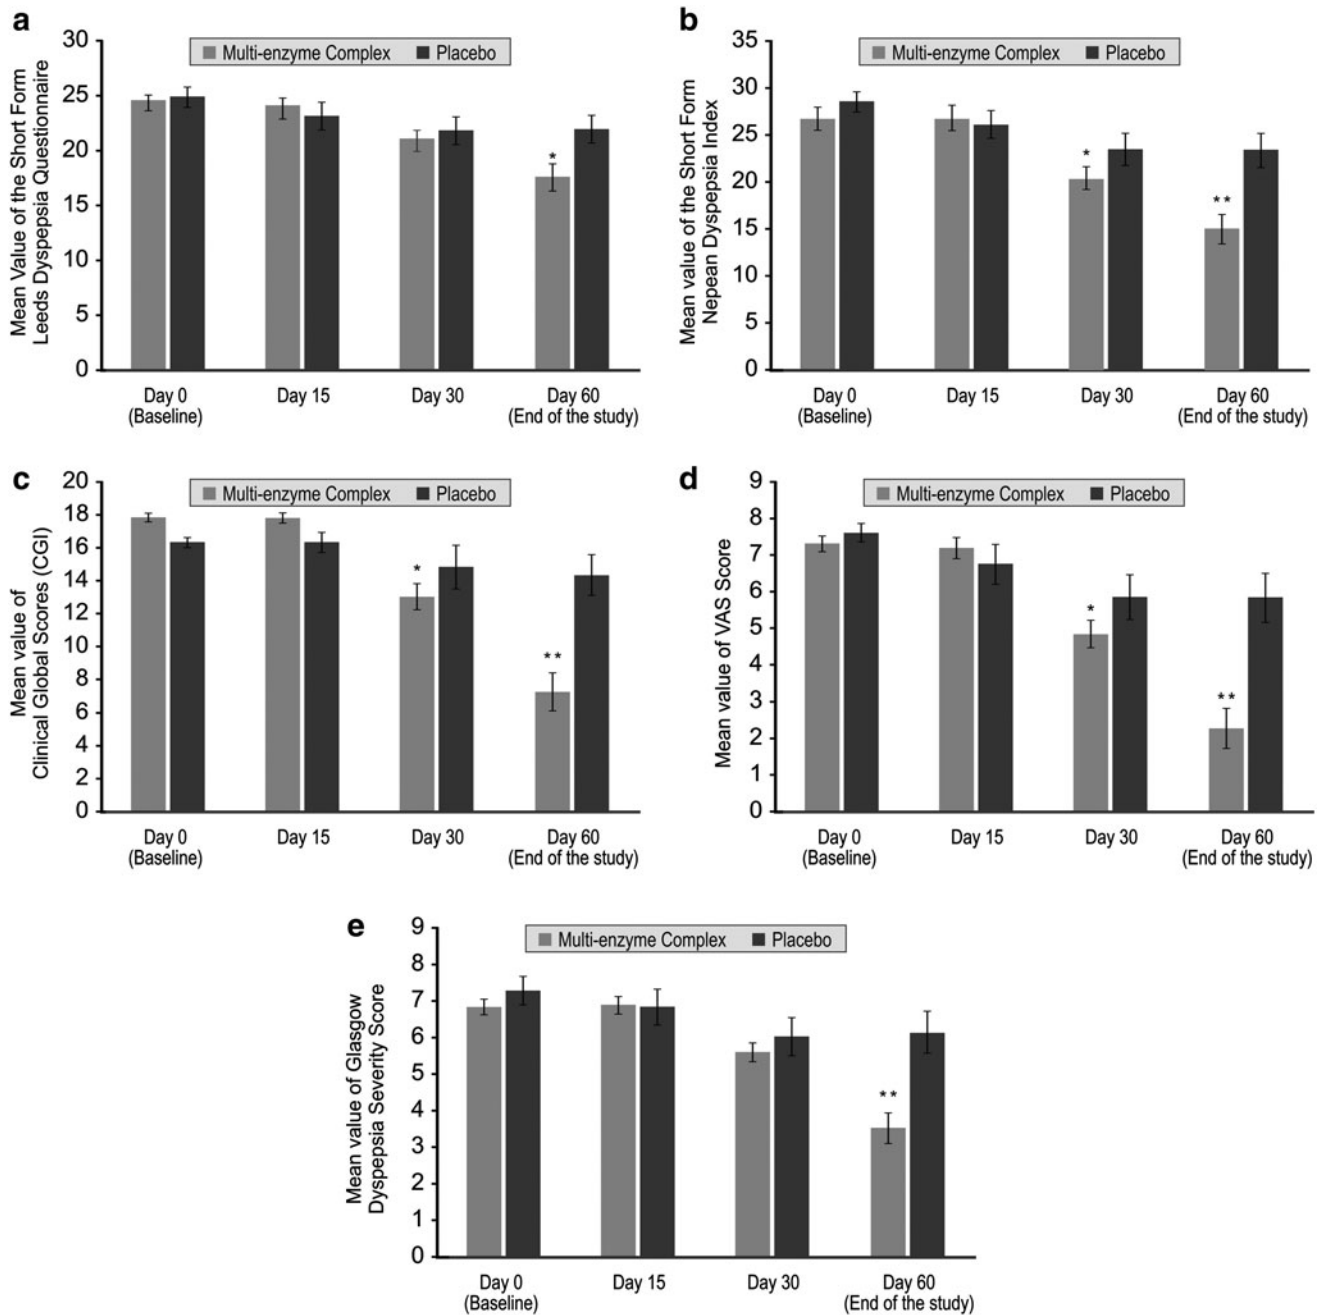 a
30
25
20
15
10
5
0
Mean Value of the Short Form
Leeds Dyspepsia Questionnaire
Multi-enzyme Complex Placebo
*
Day 0 Day 15 Day 30 Day 60
(Baseline) (End of the study)
b
35
30
25
20
15
10
5
0
Mean value of the Short Form
Nepean Dyspepsia Index
Multi-enzyme Complex Placebo
*
**
Day 0 Day 15 Day 30 Day 60
(Baseline) (End of the study)
c
20
18
16
14
12
10
8
6
4
2
0
Mean value of
Clinical Global Scores (CGI)
Multi-enzyme Complex Placebo
*
**
Day 0 Day 15 Day 30 Day 60
(Baseline) (End of the study)
d
9
8
7
6
5
4
3
2
1
0
Mean value of VAS Score
Multi-enzyme Complex Placebo
*
**
Day 0 Day 15 Day 30 Day 60
(Baseline) (End of the study)
e
9
8
7
6
5
4
3
2
1
0
Mean value of Glasgow
Dyspepsia Severity Score
Multi-enzyme Complex Placebo
**
Day 0 Day 15 Day 30 Day 60
(Baseline) (End of the study)